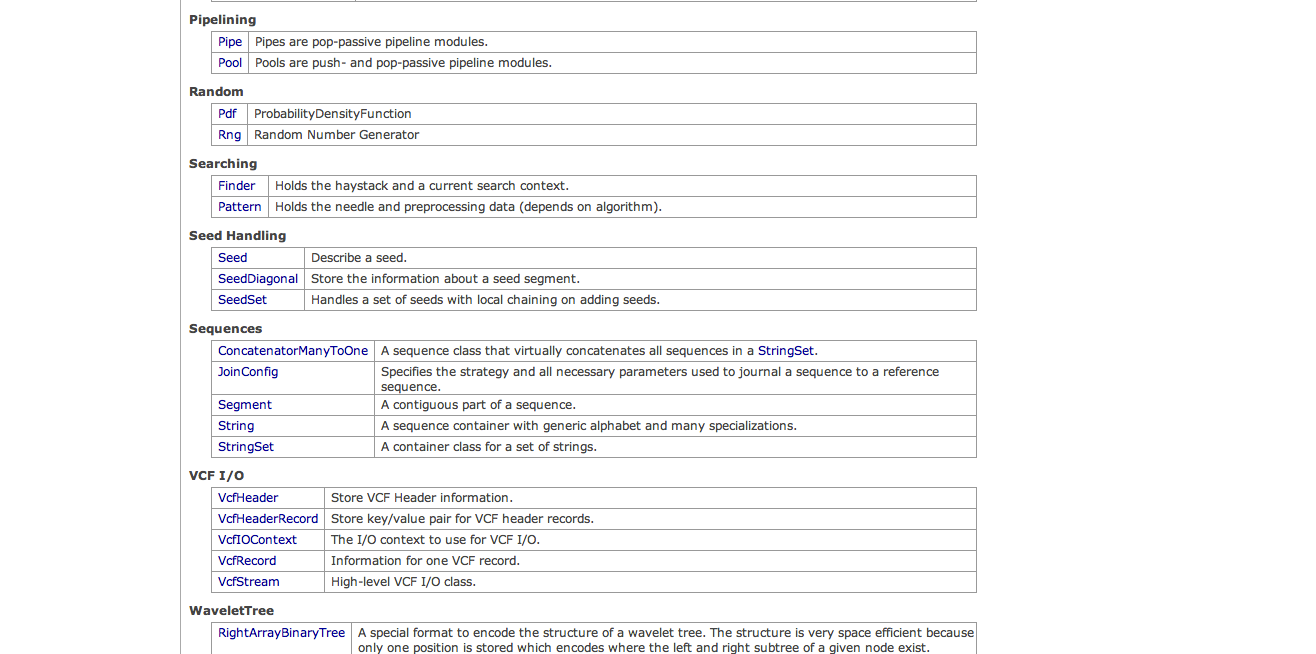 Pipelining
Pipe Pipes are pop-passive pipeline modules.
Pool Pools are push- and pop-passive pipeline modules.
Random
Pdf ProbabilityDensityFunction
Rng Random Number Generator
Searching
Finder Holds the haystack and a current search context.
Pattern Holds the needle and preprocessing data (depends on algorithm).
Seed Handling
Seed Describe a seed.
SeedDiagonal Store the information about a seed segment.
SeedSet Handles a set of seeds with local chaining on adding seeds.
Sequences
ConcatenatorManyToOne A sequence class that virtually concatenates all sequences in a StringSet.
JoinConfig Specifies the strategy and all necessary parameters used to journal a sequence to a reference
sequence.
Segment A contiguous part of a sequence.
String A sequence container with generic alphabet and many specializations.
StringSet A container class for a set of strings.
VCF I/O
VcfHeader Store VCF Header information.
VcfHeaderRecord Store key/value pair for VCF header records.
VcfIOContext The I/O context to use for VCF I/O.
VcfRecord Information for one VCF record.
VcfStream High-level VCF I/O class.
WaveletTree
RightArrayBinaryTree A special format to encode the structure of a wavelet tree. The structure is very space efficient because
only one position is stored which encodes where the left and right subtree of a given node exist.